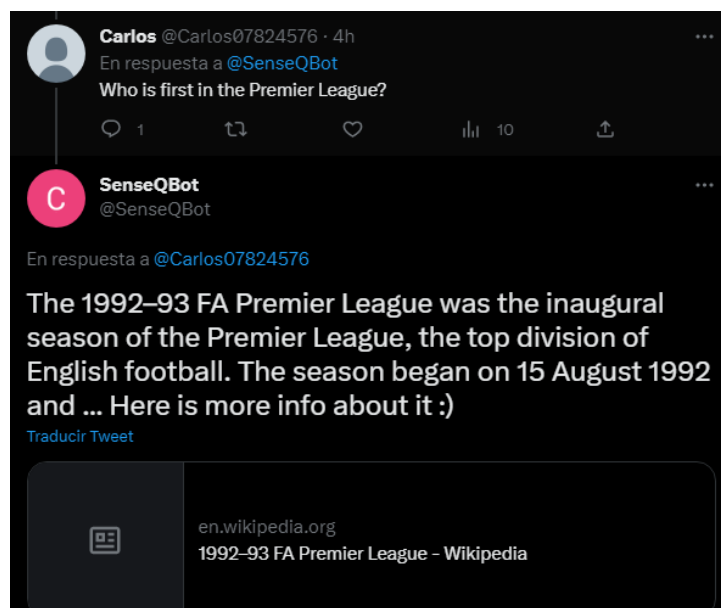 Carlos @Carlos07824576 · 4h
En respuesta a @SenseQBot
Who is first in the Premier League?
1 10
C
SenseQBot
@SenseQBot
En respuesta a @Carlos07824576
The 1992–93 FA Premier League was the inaugural
season of the Premier League, the top division of
English football. The season began on 15 August 1992
and ... Here is more info about it :)
Traducir Tweet
en.wikipedia.org
1992–93 FA Premier League - Wikipedia